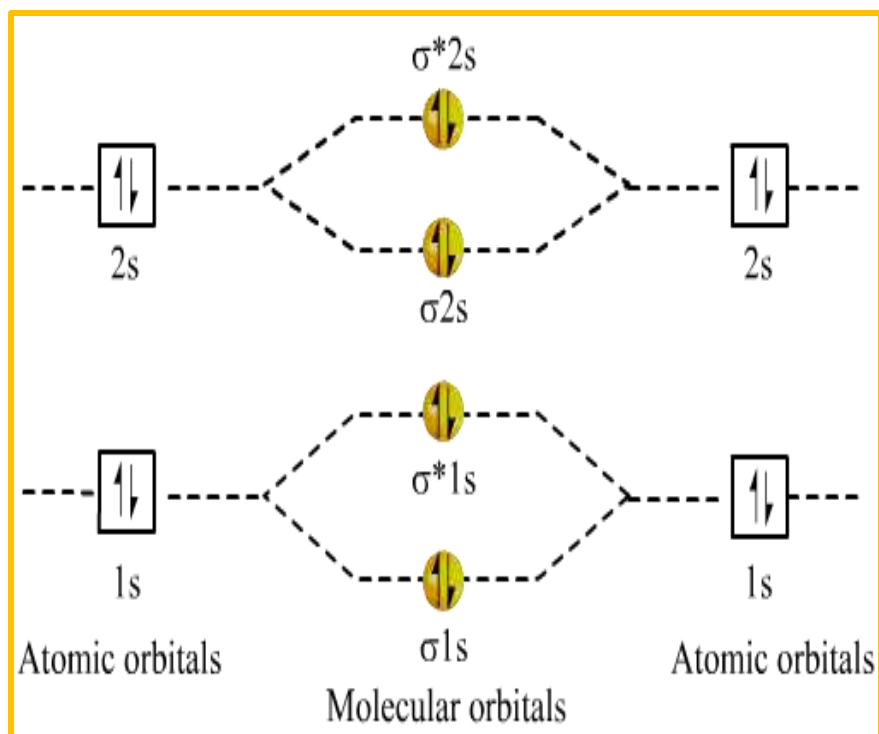 σ*2s
2s
2s
σ2s
σ*1s
1s
1s
σ1s
Atomic orbitals
Atomic orbitals
Molecular orbitals